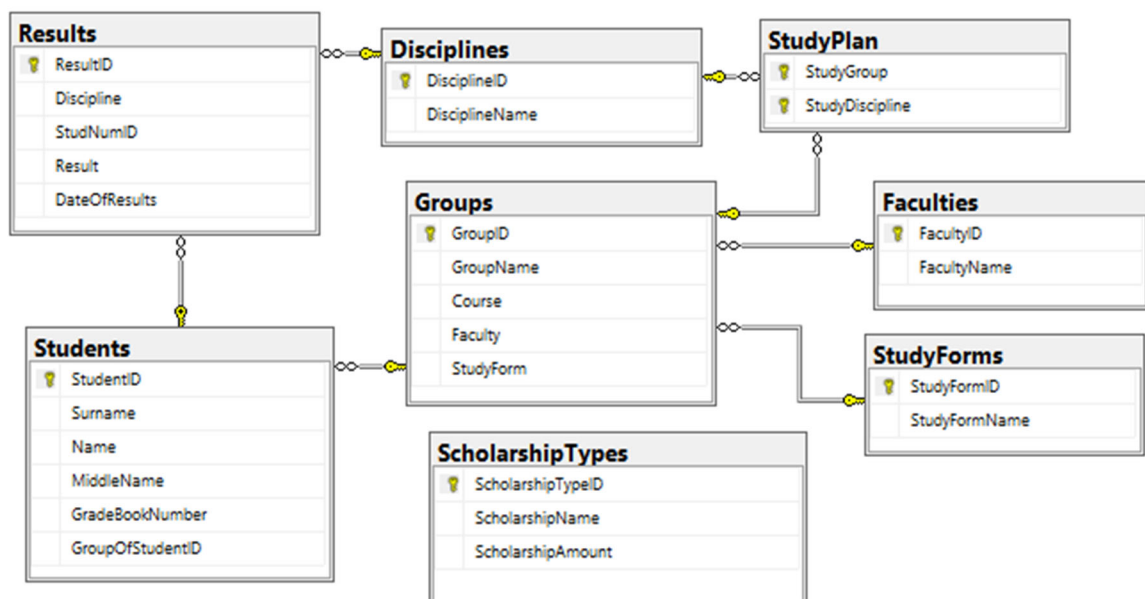 Results
ResultID
Discipline
StudNumID
Result
DateOfResults
Disciplines
DisciplineID
DisciplineName
StudyPlan
StudyGroup
StudyDiscipline
Groups
GroupID
GroupName
Course
Faculty
StudyForm
Faculties
FacultyID
FacultyName
Students
StudentID
Surname
Name
MiddleName
GradeBookNumber
GroupOfStudentID
StudyForms
StudyFormID
StudyFormName
ScholarshipTypes
ScholarshipTypeID
ScholarshipName
ScholarshipAmount